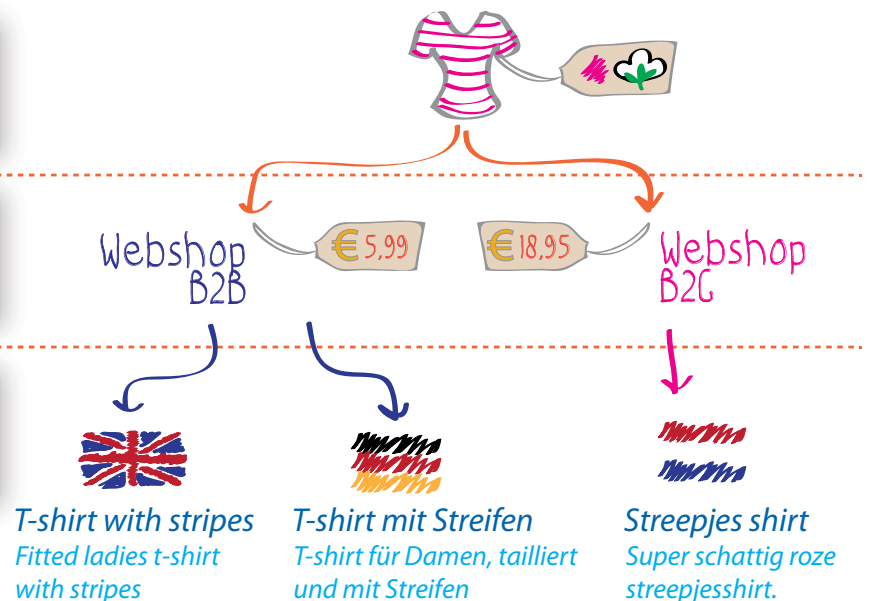 € 5,99
€ 18,95
Webshop
B2B
Webshop
B2C
T-shirt with stripes
Fitted ladies t-shirt
with stripes
T-shirt mit Streifen
T-shirt für Damen, tailliert
und mit Streifen
Streepjes shirt
Super schattig roze
streepjesshirt.